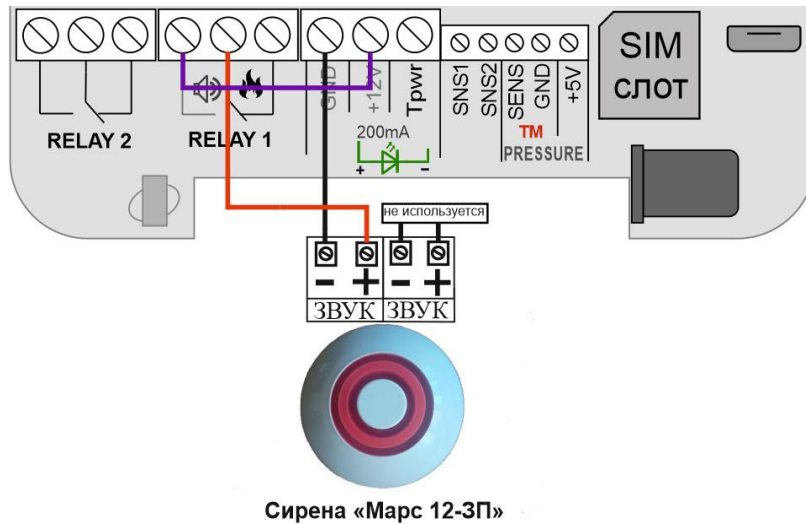 SIM
СЛОТ
GND
+12V
Tpwr
SNS1
SNS2
SENS
GND
+5V
TM
PRESSURE
RELAY 2
RELAY 1
200mA
+ −
не используется
− + − +
ЗВУК ЗВУК
Сирена «Марс 12-ЗП»